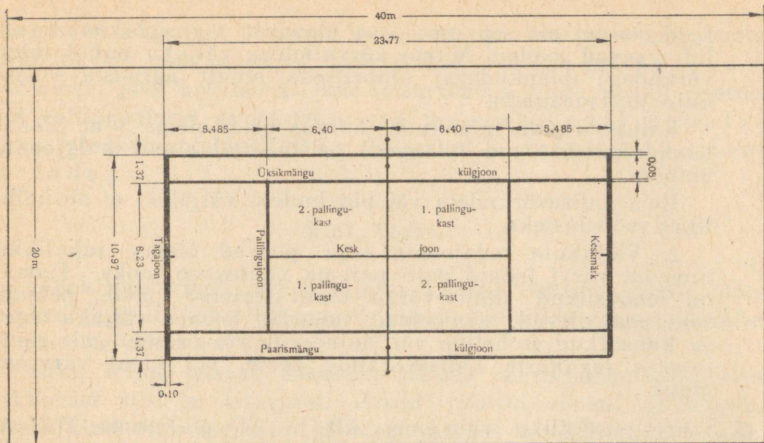 40m
23.77
5.485 6.40 6.40 5.485
1.37
0,05
Üksikmängu külgjoon
2. pallingu-
kast
1. pallingu-
kast
20m
10.97
8.23
Tagajoon
Pallingujoon
Kesk joon
Keskmärk
1. pallingu-
kast
2. pallingu-
kast
1.37
Paarismängu külgjoon
0.10